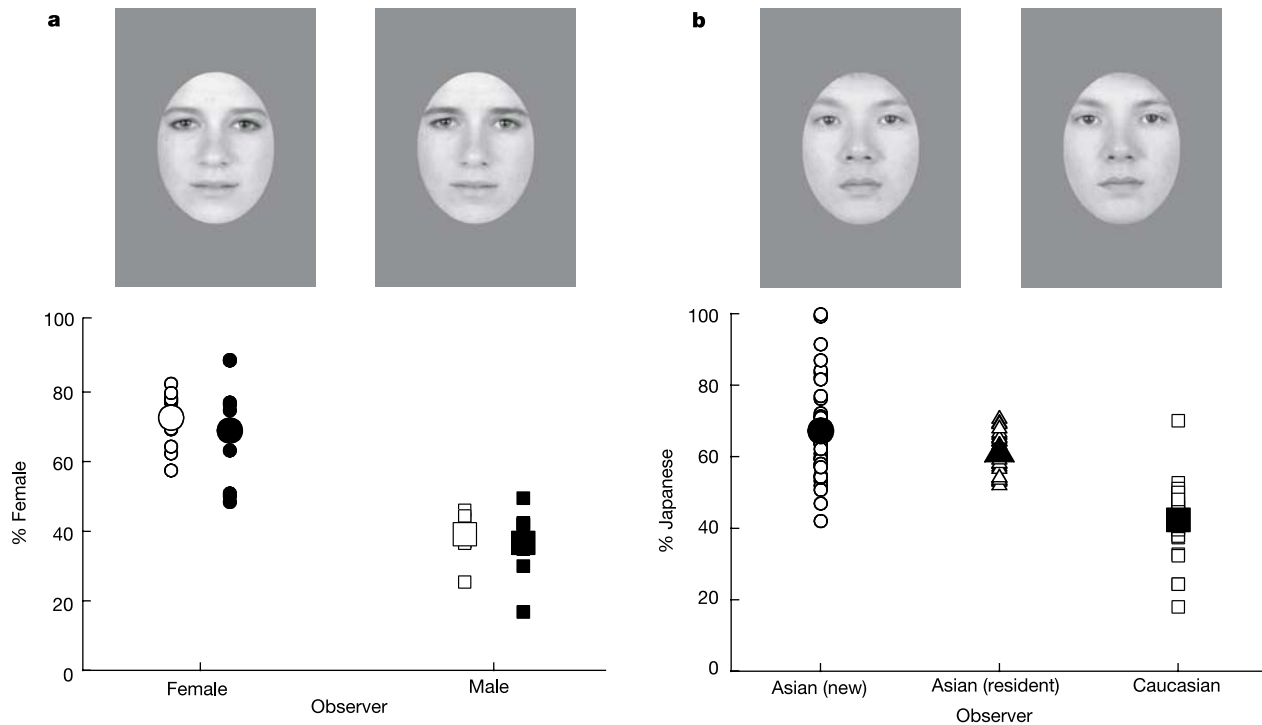 a
100
80
60
40
20
0
% Female
Female
Male
Observer
b
100
80
60
40
20
0
% Japanese
Asian (new)
Asian (resident)
Caucasian
Observer